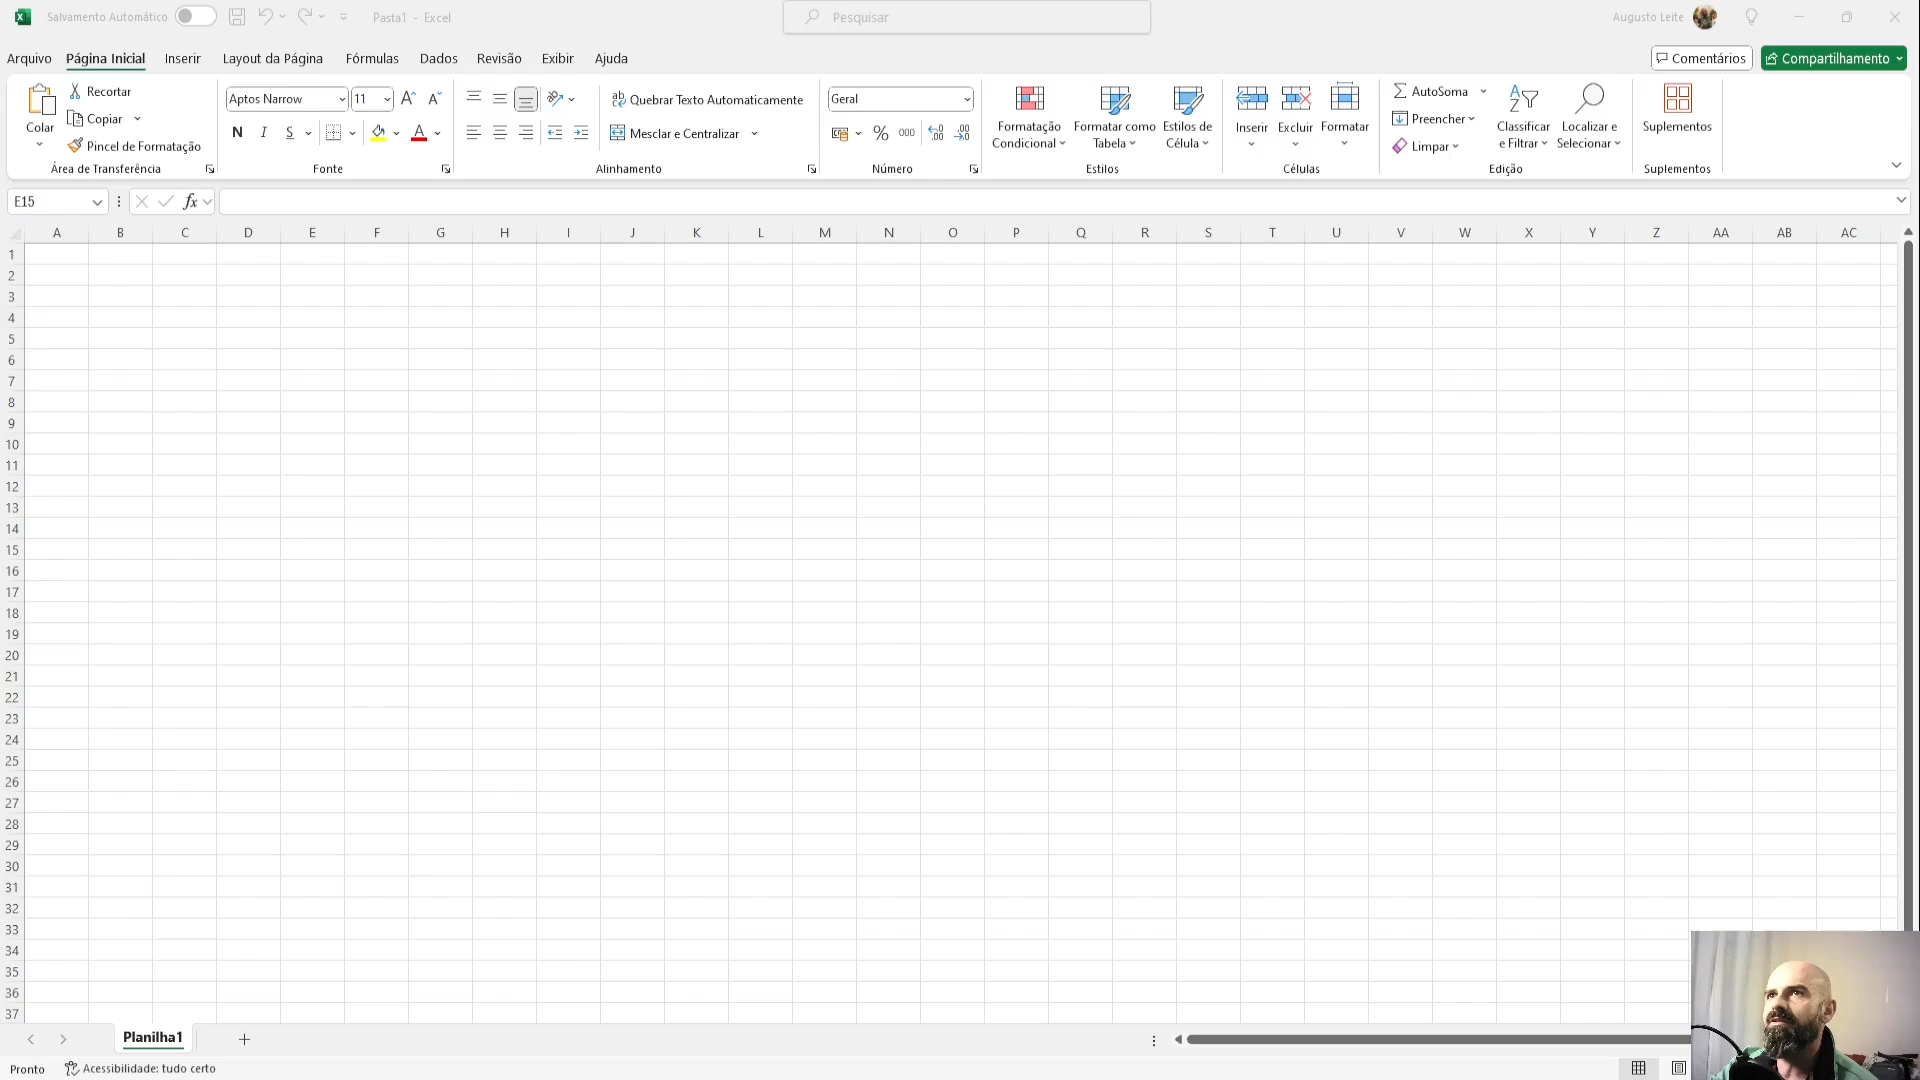 Salvamento Automático
Pasta1 - Excel
Pesquisar
Augusto Leite
Arquivo Página Inicial Inserir Layout da Página Fórmulas Dados Revisão Exibir Ajuda
Comentários Compartilhamento
Colar
Recortar
Copiar
Pincel de Formatação
Área de Transferência
Aptos Narrow 11
N I S
Fonte
Quebrar Texto Automaticamente
Mesclar e Centralizar
Alinhamento
Geral
% 000
Número
Formatação Condicional
Formatar como Tabela
Estilos de Célula
Estilos
Inserir Excluir Formatar
Células
AutoSoma
Preencher
Limpar
Classificar e Filtrar
Localizar e Selecionar
Edição
Suplementos
Suplementos
E15
fx
A B C D E F G H I J K L M N O P Q R S T U V W X Y Z AA AB AC
1
2
3
4
5
6
7
8
9
10
11
12
13
14
15
16
17
18
19
20
21
22
23
24
25
26
27
28
29
30
31
32
33
34
35
36
37
Planilha1
Pronto
Acessibilidade: tudo certo